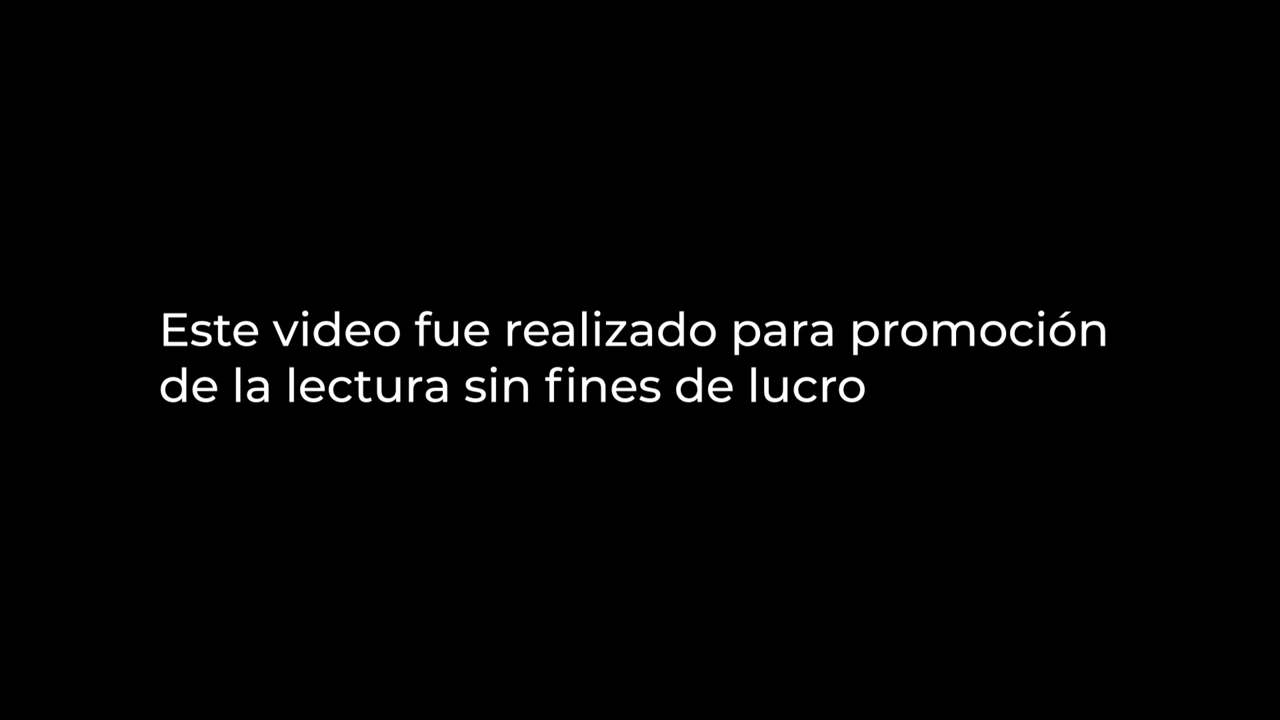 Este video fue realizado para promoción
de la lectura sin fines de lucro